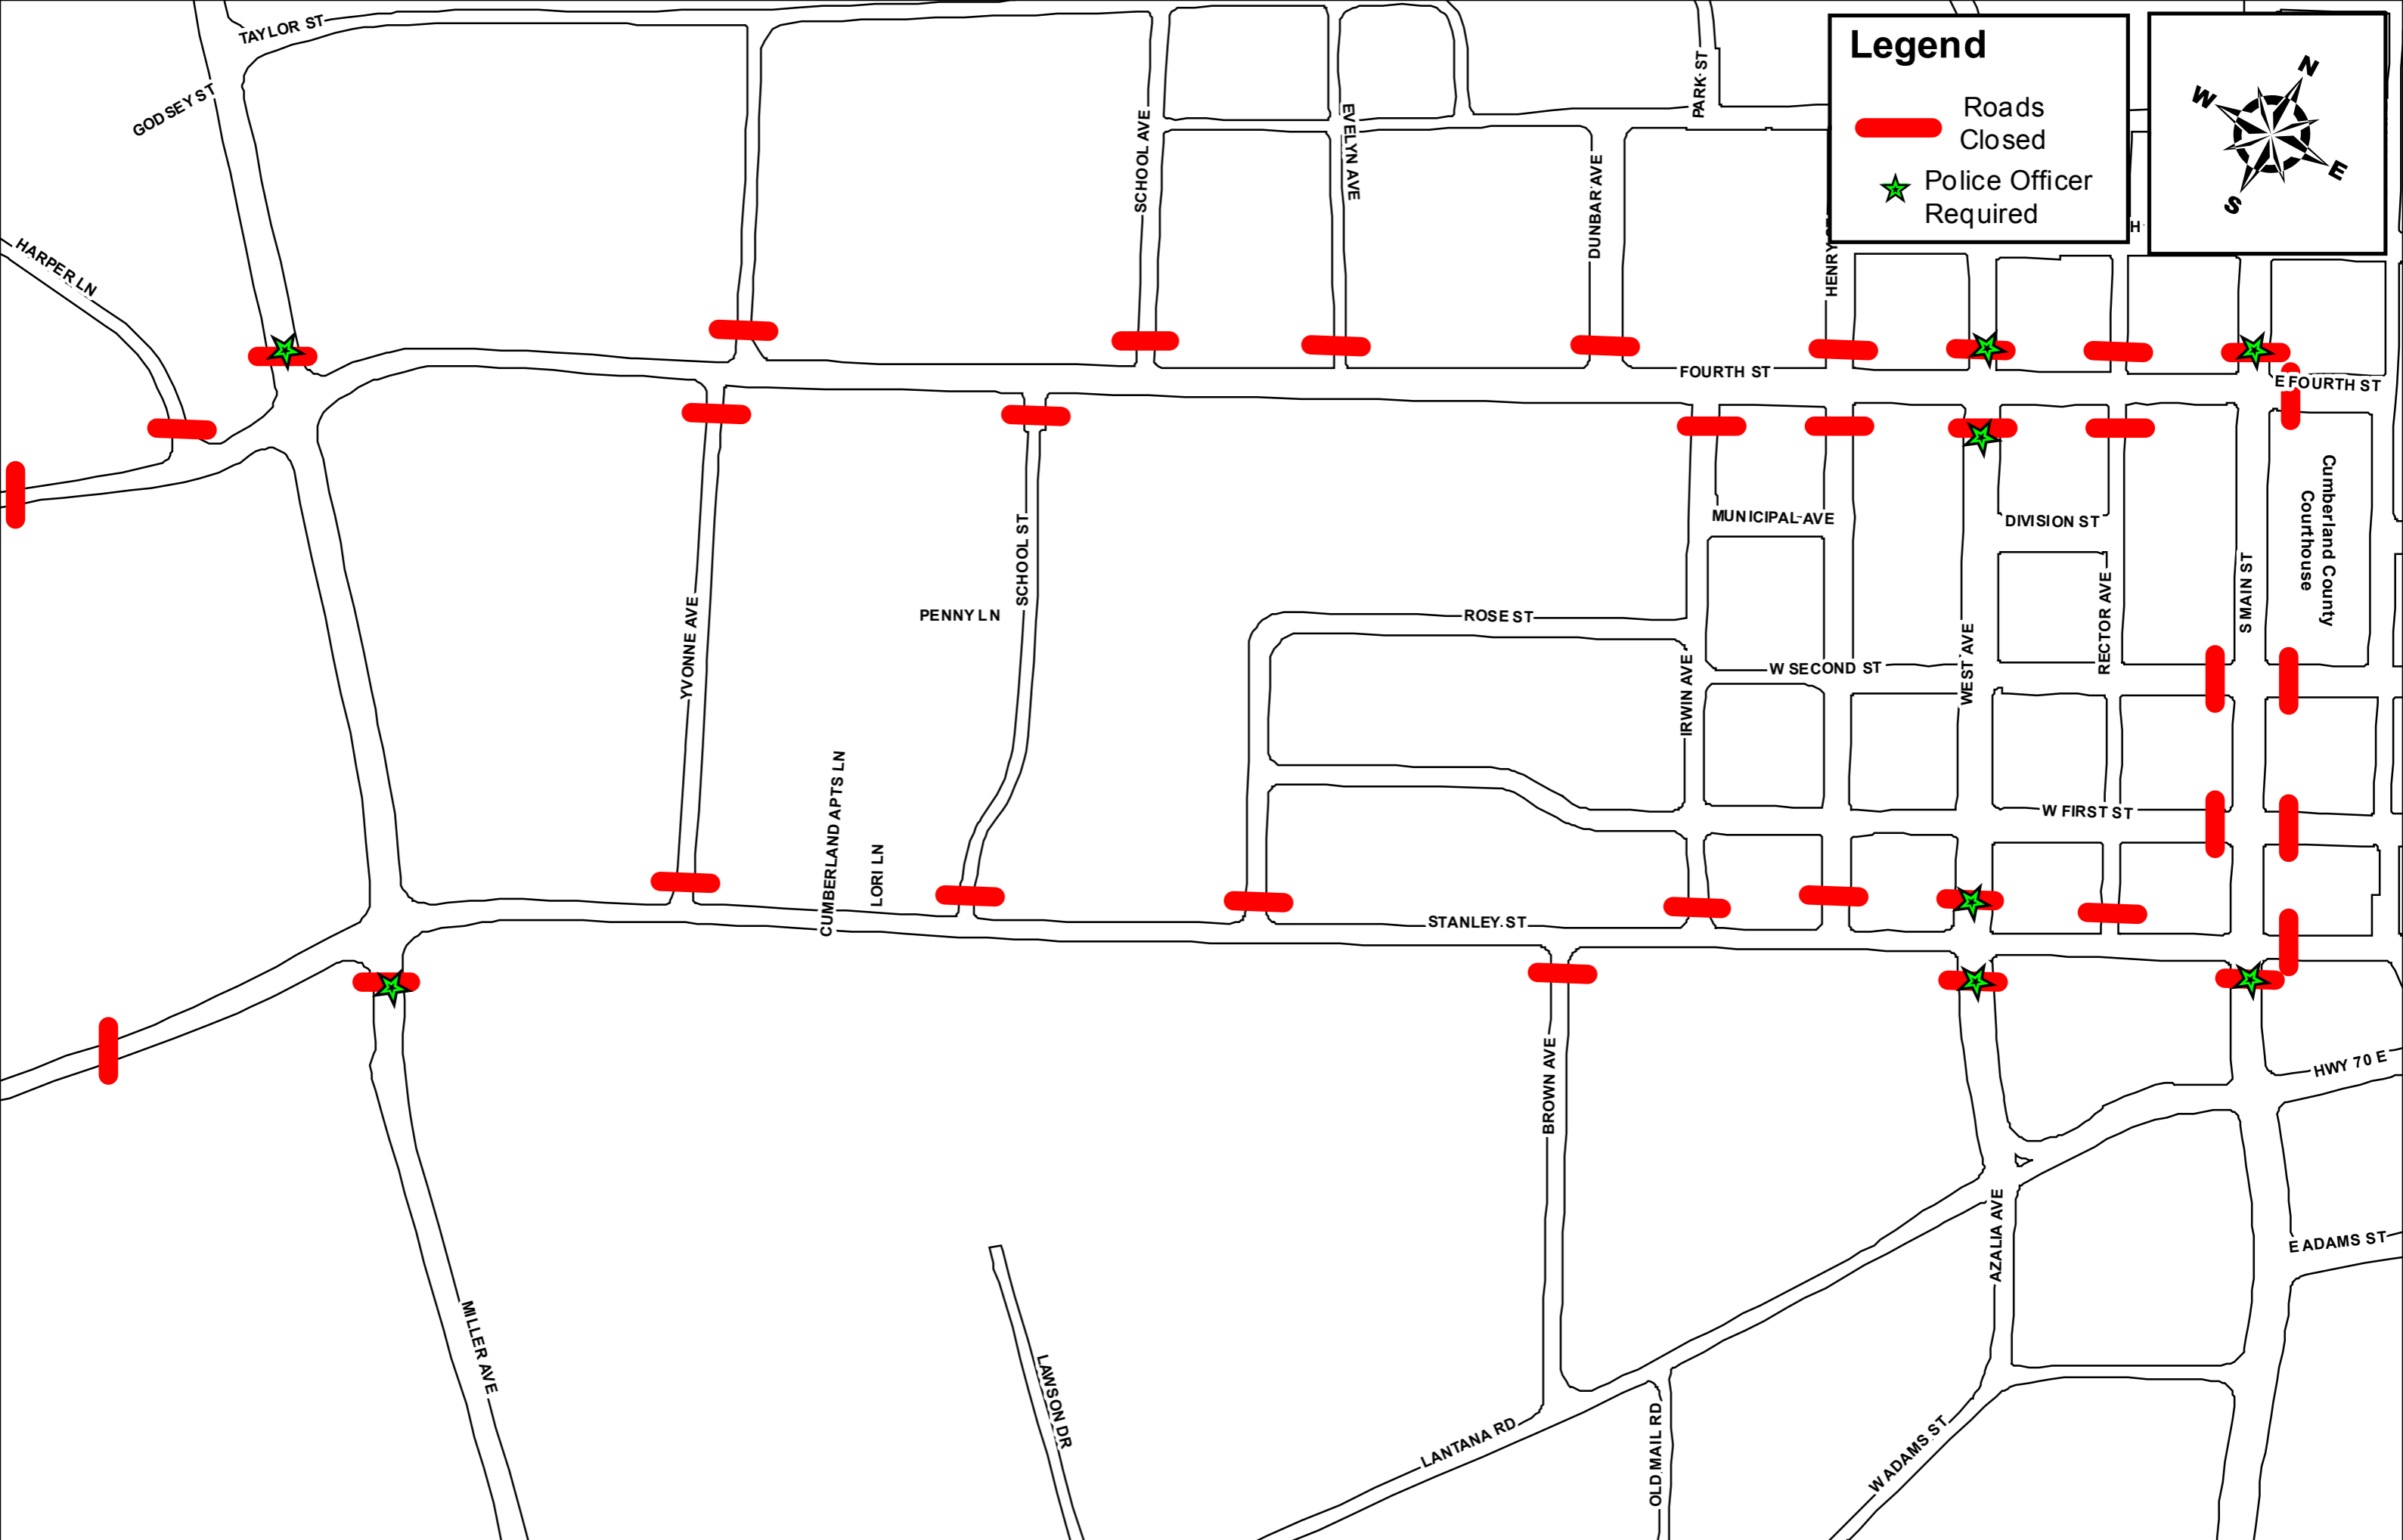 TAYLOR ST
GODSEY ST
HARPER LN
SCHOOL AVE
EVELYN AVE
DUNBAR AVE
PARK ST
HENRY
Legend
Roads
Closed
Police Officer
Required
H
N
W
E
S
FOURTH ST
E FOURTH ST
MUNICIPAL AVE
DIVISION ST
Cumberland County
Courthouse
S MAIN ST
SCHOOL ST
PENNY LN
YVONNE AVE
ROSE ST
W SECOND ST
IRWIN AVE
WEST AVE
RECTOR AVE
CUMBERLAND APTS LN
LORI LN
W FIRST ST
STANLEY ST
BROWN AVE
HWY 70 E
AZALIA AVE
E ADAMS ST
MILLER AVE
LAWSON DR
LANTANA RD
OLD MAIL RD
W ADAMS ST